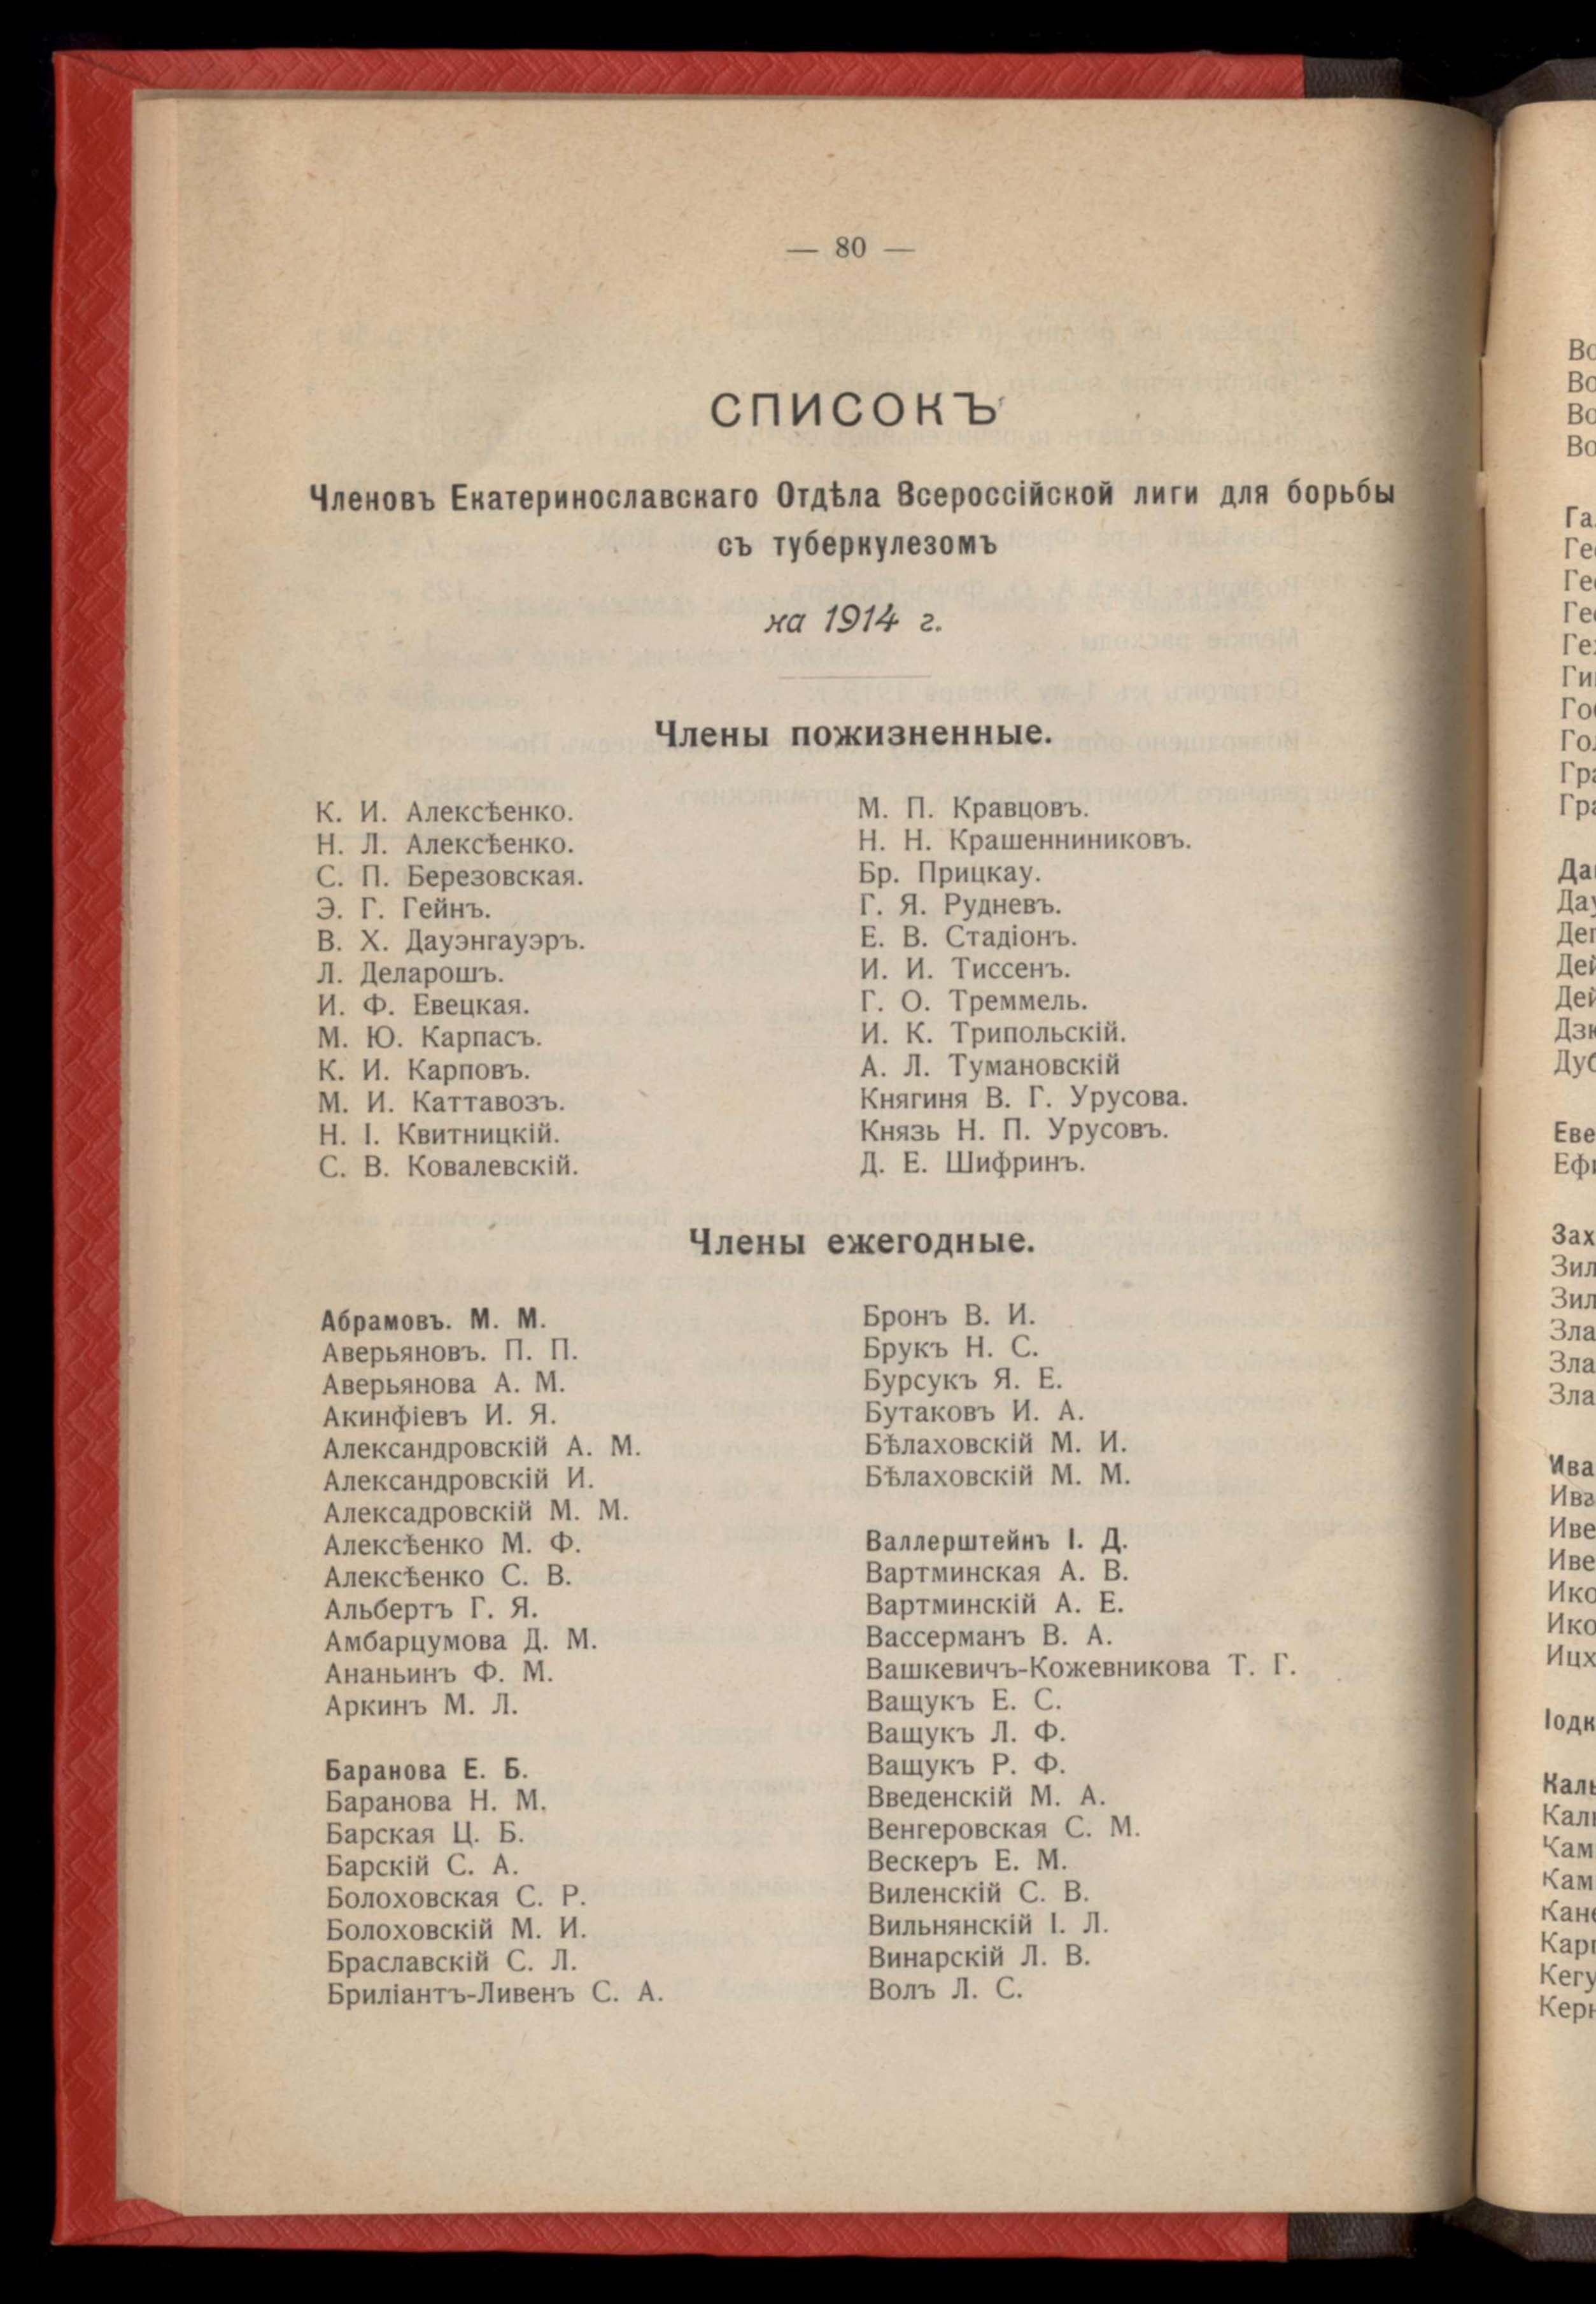 — 80 —
СПИСОКЪ
Членовъ Екатеринославскаго Отдѣла Всероссійской лиги для борьбы
съ туберкулезомъ
на 1914 г.
Члены пожизненные.
К. И. Алексѣенко.
Н. Л. Алексѣенко.
С. П. Березовская.
Э. Г. Гейнъ.
В. Х. Дауэнгауэръ.
Л. Деларошъ.
И. Ф. Евецкая.
М. Ю. Карпасъ.
К. И. Карповъ.
М. И. Каттавозъ.
Н. І. Квитницкій.
С. В. Ковалевскій.
М. П. Кравцовъ.
Н. Н. Крашенниниковъ.
Бр. Прицкау.
Г. Я. Рудневъ.
Е. В. Стадіонъ.
И. И. Тиссенъ.
Г. О. Треммель.
И. К. Трипольскій.
А. Л. Тумановскій
Княгиня В. Г. Урусова.
Князь Н. П. Урусовъ.
Д. Е. Шифринъ.
Члены ежегодные.
Абрамовъ. М. М.
Аверьяновъ. П. П.
Аверьянова А. М.
Акинфіевъ И. Я.
Александровскій А. М.
Александровскій И.
Алексадровскій М. М.
Алексѣенко М. Ф.
Алексѣенко С. В.
Альбертъ Г. Я.
Амбарцумова Д. М.
Ананьинъ Ф. М.
Аркинъ М. Л.
Баранова Е. Б.
Баранова Н. М.
Барская Ц. Б.
Барскій С. А.
Болоховская С. Р.
Болоховскій М. И.
Браславскій С. Л.
Бриліантъ-Ливенъ С. А.
Бронъ В. И.
Брукъ Н. С.
Бурсукъ Я. Е.
Бутаковъ И. А.
Бѣлаховскій М. И.
Бѣлаховскій М. М.
Валлерштейнъ І. Д.
Вартминская А. В.
Вартминскій А. Е.
Вассерманъ В. А.
Вашкевичъ-Кожевникова Т. Г.
Ващукъ Е. С.
Ващукъ Л. Ф.
Ващукъ Р. Ф.
Введенскій М. А.
Венгеровская С. М.
Вескеръ Е. М.
Виленскій С. В.
Вильнянскій І. Л.
Винарскій Л. В.
Волъ Л. С.